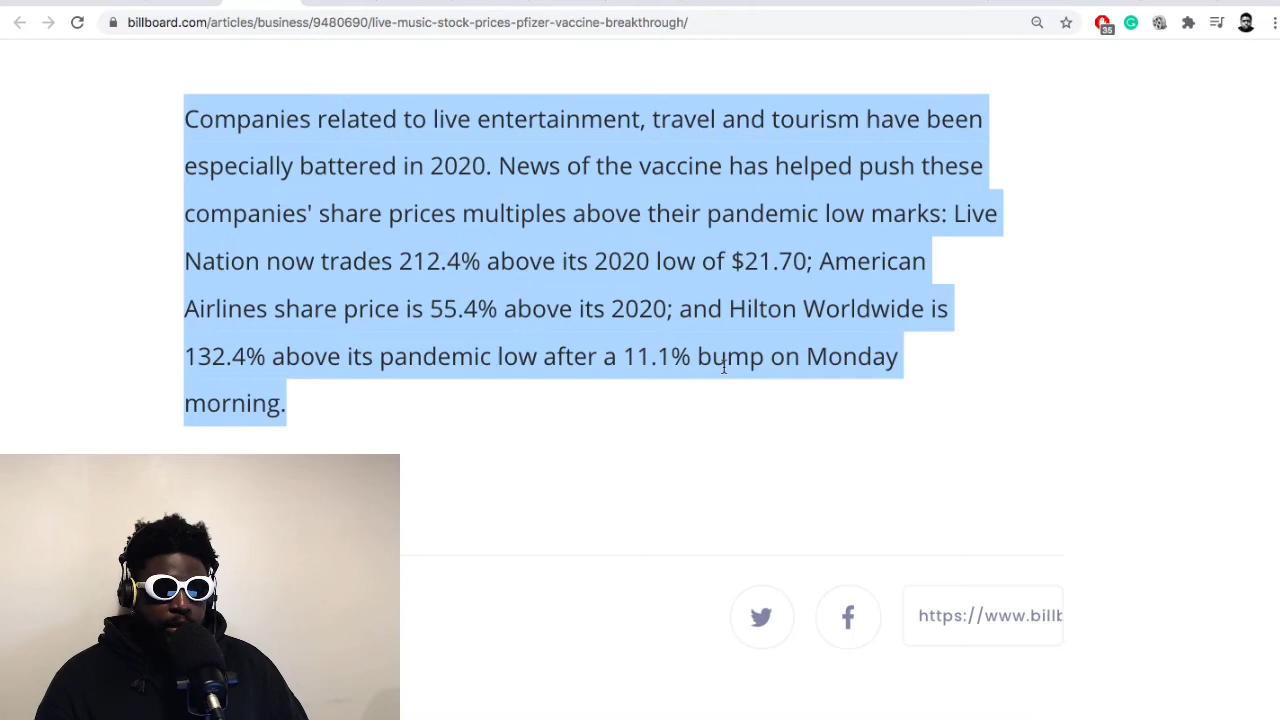 billboard.com/articles/business/9480690/live-music-stock-prices-pfizer-vaccine-breakthrough/
35
Companies related to live entertainment, travel and tourism have been
especially battered in 2020. News of the vaccine has helped push these
companies' share prices multiples above their pandemic low marks: Live
Nation now trades 212.4% above its 2020 low of $21.70; American
Airlines share price is 55.4% above its 2020; and Hilton Worldwide is
132.4% above its pandemic low after a 11.1% bump on Monday
morning.
https://www.billb